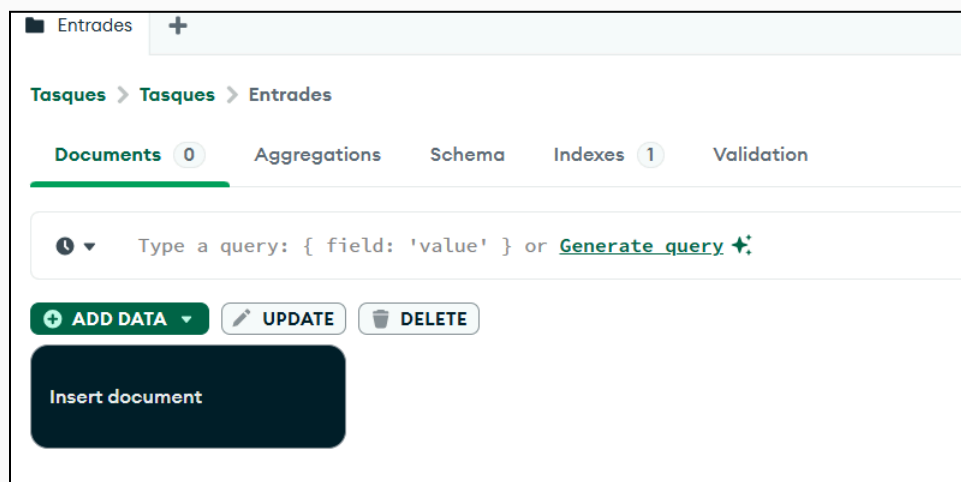 Entrades
Tasques > Tasques > Entrades
Documents 0 Aggregations Schema Indexes 1 Validation
Type a query: { field: 'value' } or Generate query
ADD DATA UPDATE DELETE
Insert document